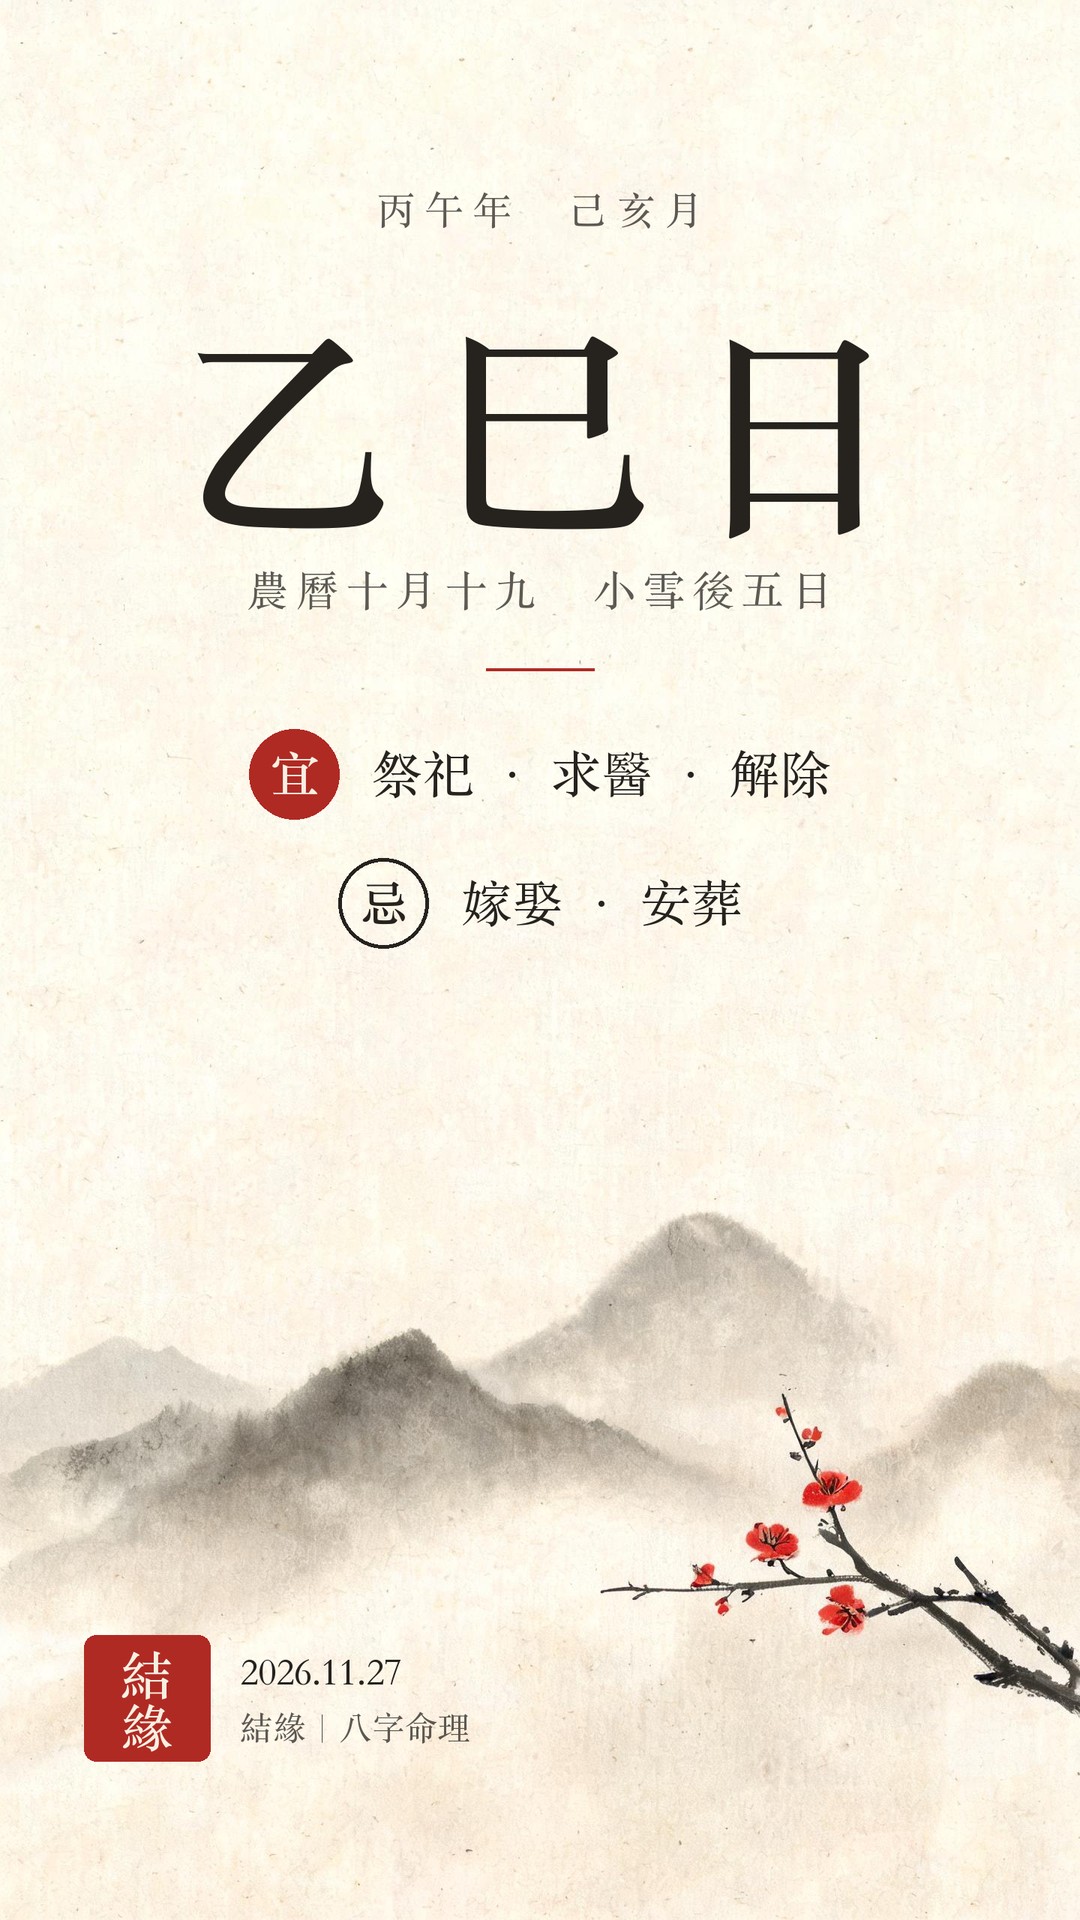 丙午年　己亥月
乙巳日
農曆十月十九　小雪後五日
宜 祭祀 · 求醫 · 解除
忌 嫁娶 · 安葬
結緣
2026.11.27
結緣｜八字命理